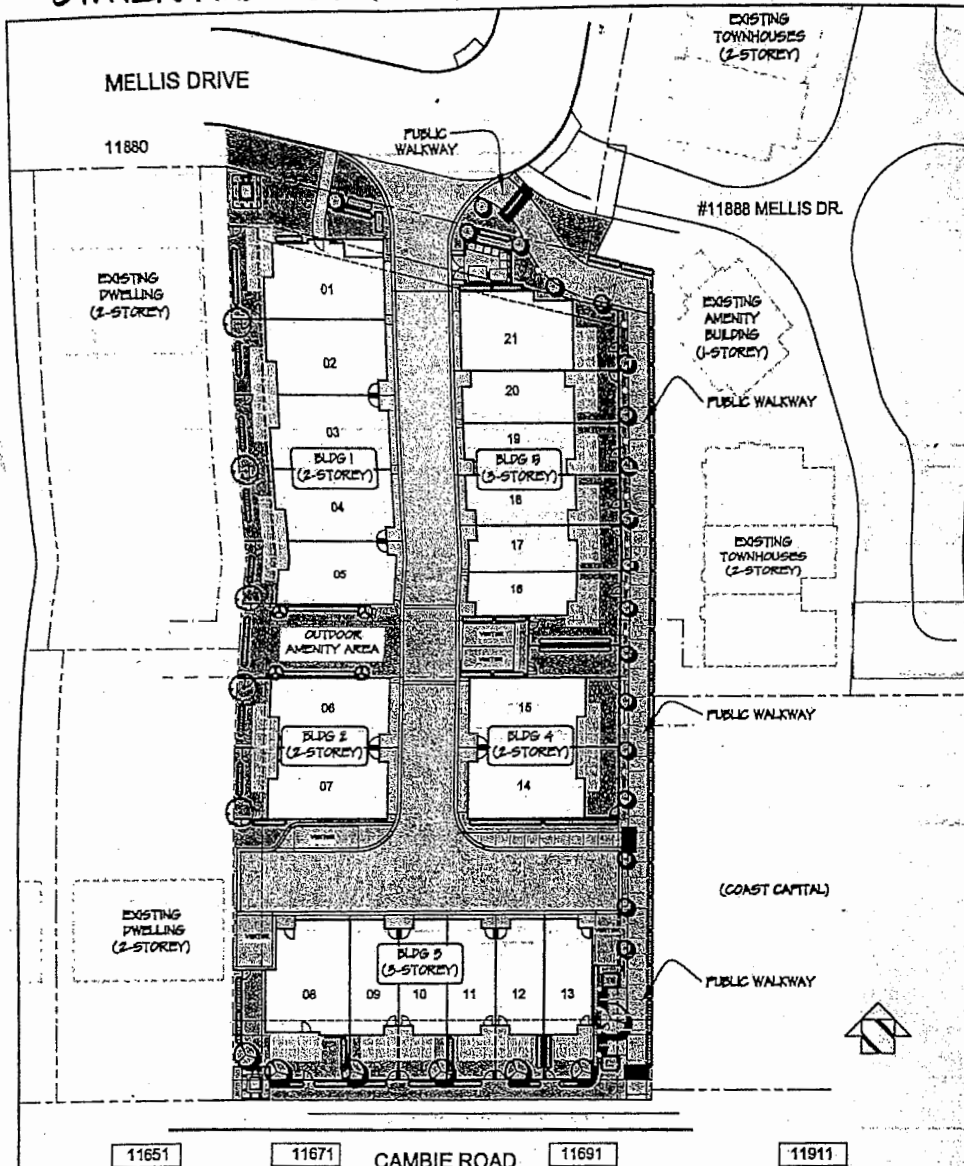 EXISTING
TOWNHOUSES
(2-STOREY)
MELLIS DRIVE
11880
PUBLIC
WALKWAY
#11888 MELLIS DR.
EXISTING
DWELLING
(2-STOREY)
EXISTING
AMENITY
BUILDING
(1-STOREY)
PUBLIC WALKWAY
01
02
03
BLDG 1
(2-STOREY)
04
05
21
20
19
BLDG 5
(3-STOREY)
18
17
16
EXISTING
TOWNHOUSES
(2-STOREY)
OUTDOOR
AMENITY AREA
VISITOR
VISITOR
06
BLDG 2
(2-STOREY)
07
15
BLDG 4
(2-STOREY)
14
PUBLIC WALKWAY
VISITOR
(COAST CAPITAL)
EXISTING
DWELLING
(2-STOREY)
VISITOR
BLDG 3
(3-STOREY)
08
09
10
11
12
13
PUBLIC WALKWAY
11651
11671
CAMBIE ROAD
11691
11911